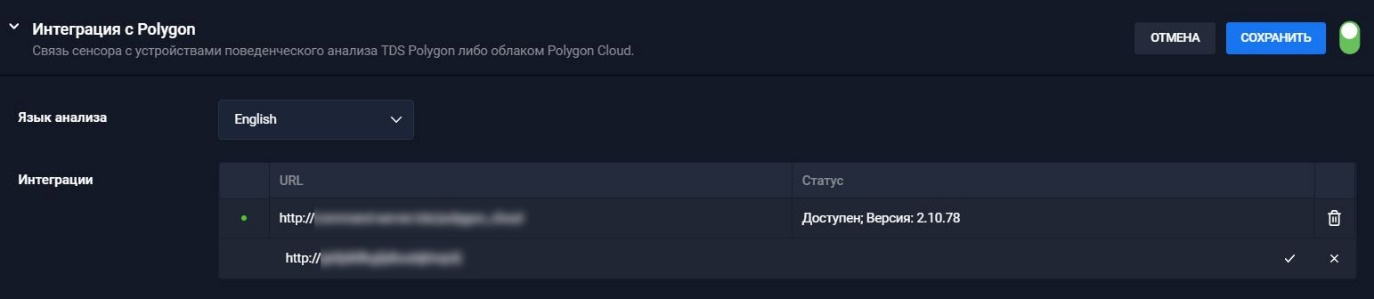 Интеграция с Polygon
Связь сенсора с устройствами поведенческого анализа TDS Polygon либо облаком Polygon Cloud.
ОТМЕНА
СОХРАНИТЬ
Язык анализа
English
Интеграции
URL
Статус
http://
Доступен; Версия: 2.10.78
http://